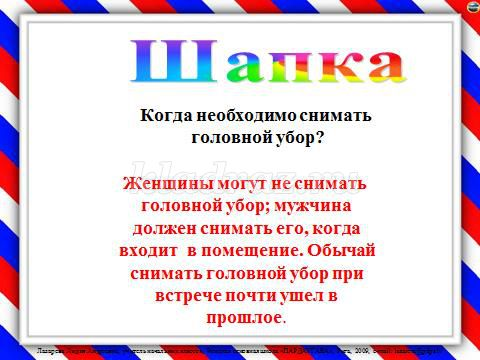 Шапка
Когда необходимо снимать
головной убор?
Женщины могут не снимать
головной убор; мужчина
должен снимать его, когда
входит в помещение. Обычай
снимать головной убор при
встрече почти ушел в
прошлое.